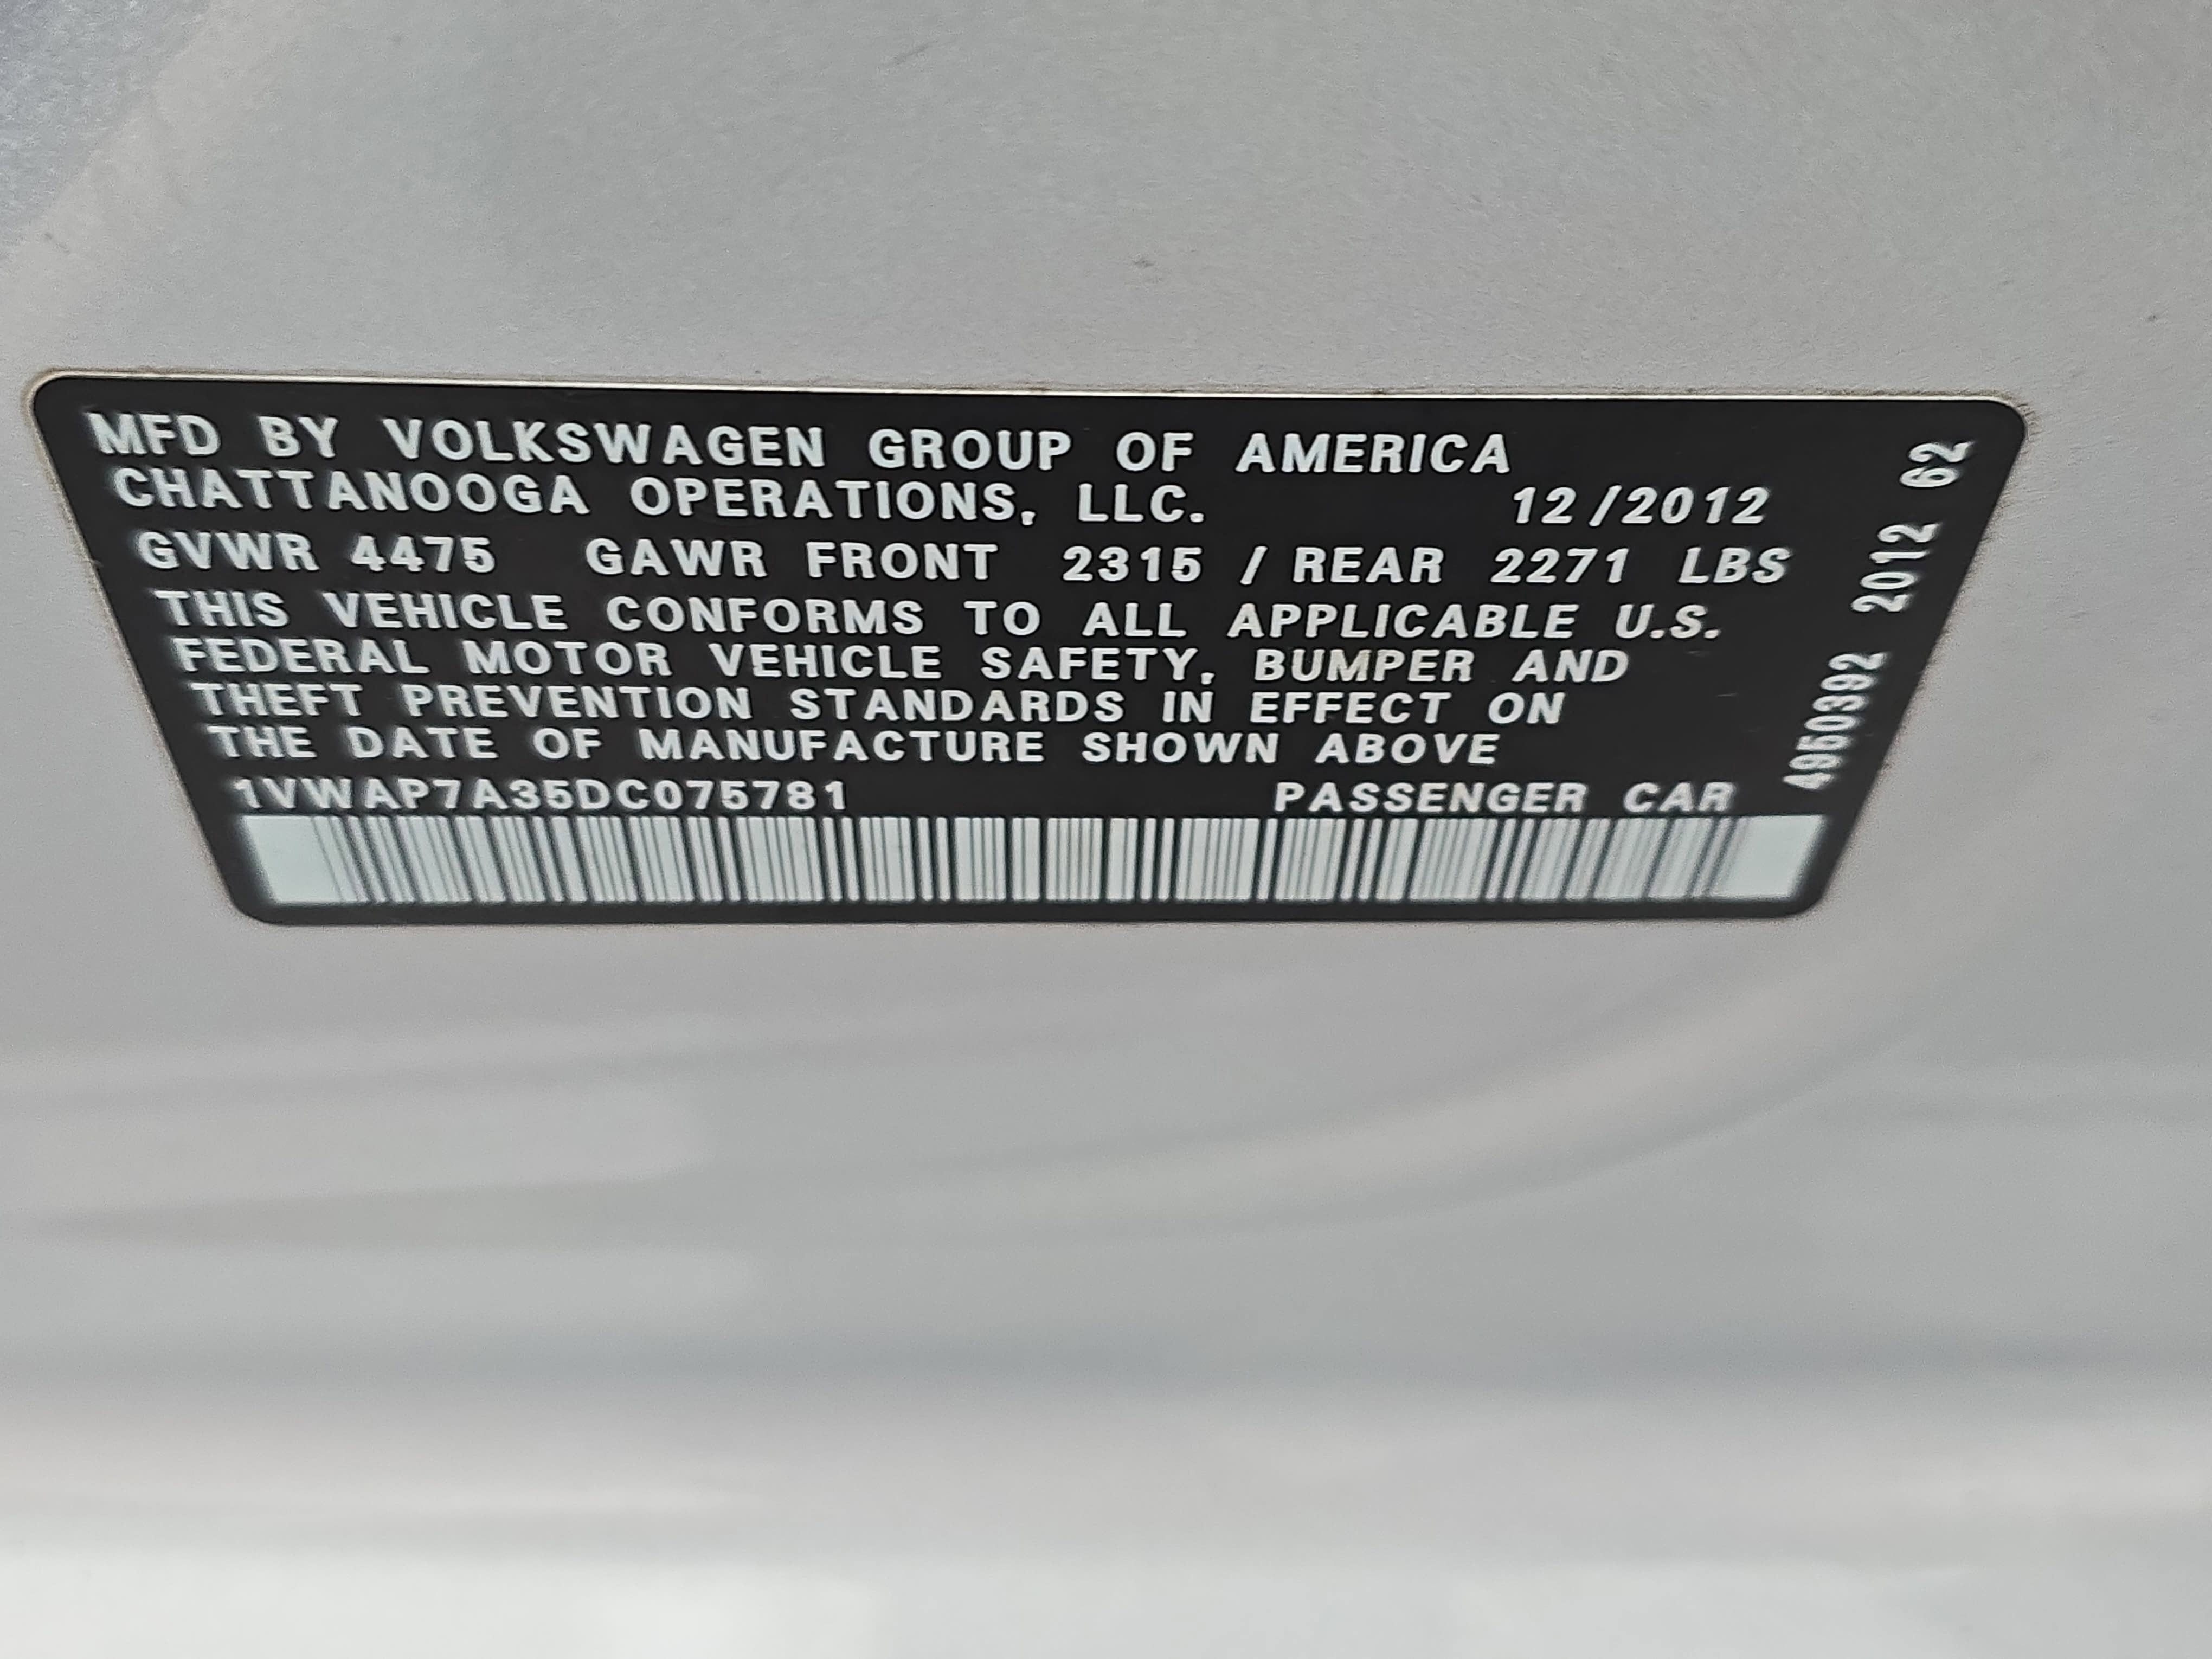 MFD BY VOLKSWAGEN GROUP OF AMERICA
CHATTANOOGA OPERATIONS, LLC. 12/2012
GVWR 4475 GAWR FRONT 2315 / REAR 2271 LBS
THIS VEHICLE CONFORMS TO ALL APPLICABLE U.S.
FEDERAL MOTOR VEHICLE SAFETY, BUMPER AND
THEFT PREVENTION STANDARDS IN EFFECT ON
THE DATE OF MANUFACTURE SHOWN ABOVE
1VWAP7A35DC075781 PASSENGER CAR
4950392 2012 62